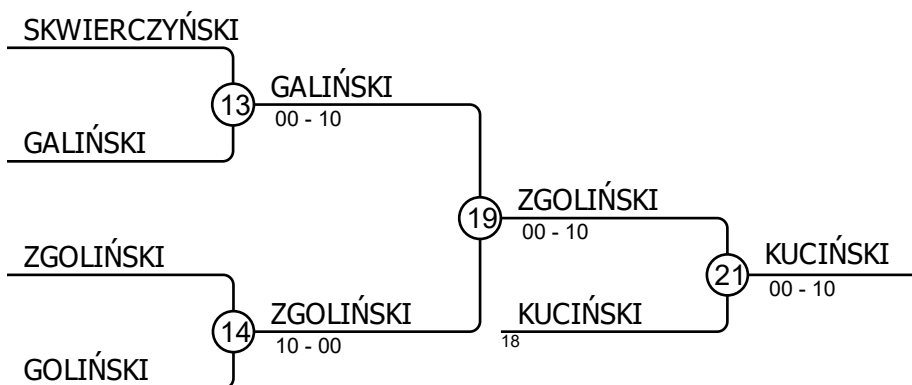 SKWIERCZYŃSKI
13
GALIŃSKI
00 - 10
GALIŃSKI
19
ZGOLIŃSKI
00 - 10
ZGOLIŃSKI
21
KUCIŃSKI
00 - 10
14
ZGOLIŃSKI
10 - 00
KUCIŃSKI
18
GOLIŃSKI